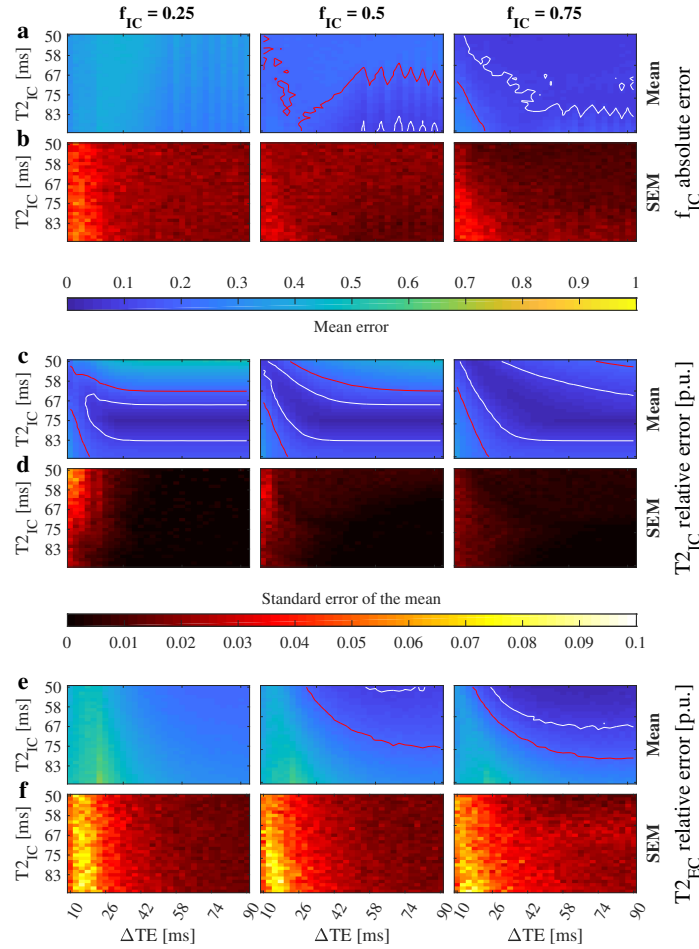 f_IC = 0.25 f_IC = 0.5 f_IC = 0.75
a
50
58
67
75
83
T2_IC [ms]
Mean
b
50
58
67
75
83
T2_IC [ms]
SEM
f_IC absolute error
0 0.1 0.2 0.3 0.4 0.5 0.6 0.7 0.8 0.9 1
Mean error
c
50
58
67
75
83
T2_IC [ms]
Mean
d
50
58
67
75
83
T2_IC [ms]
SEM
T2_IC relative error [p.u.]
Standard error of the mean
0 0.01 0.02 0.03 0.04 0.05 0.06 0.07 0.08 0.09 0.1
e
50
58
67
75
83
T2_IC [ms]
Mean
f
50
58
67
75
83
T2_IC [ms]
SEM
T2_EC relative error [p.u.]
10 26 42 58 74 90 10 26 42 58 74 90 10 26 42 58 74 90
ΔTE [ms] ΔTE [ms] ΔTE [ms]